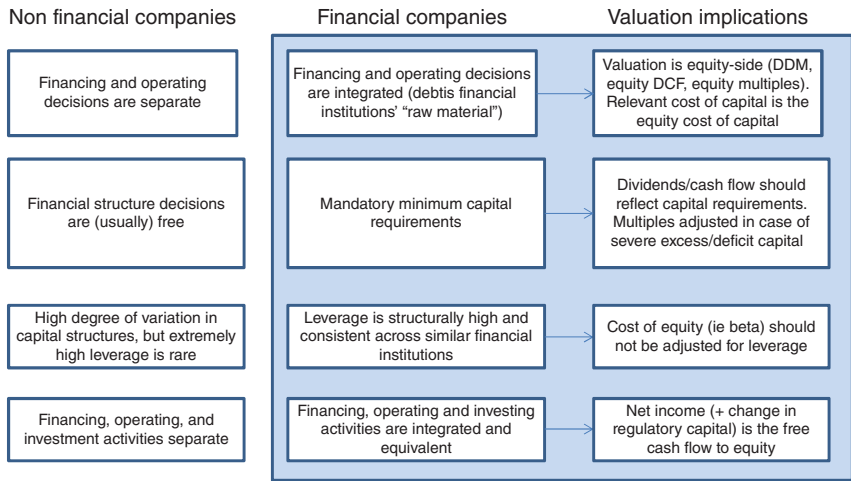 Non financial companies
Financial companies
Valuation implications
Financing and operating
decisions are separate
Financing and operating decisions
are integrated (debtis financial
institutions' “raw material”)
Valuation is equity-side (DDM,
equity DCF, equity multiples).
Relevant cost of capital is the
equity cost of capital
Financial structure decisions
are (usually) free
Mandatory minimum capital
requirements
Dividends/cash flow should
reflect capital requirements.
Multiples adjusted in case of
severe excess/deficit capital
High degree of variation in
capital structures, but extremely
high leverage is rare
Leverage is structurally high and
consistent across similar financial
institutions
Cost of equity (ie beta) should
not be adjusted for leverage
Financing, operating, and
investment activities separate
Financing, operating and investing
activities are integrated and
equivalent
Net income (+ change in
regulatory capital) is the free
cash flow to equity